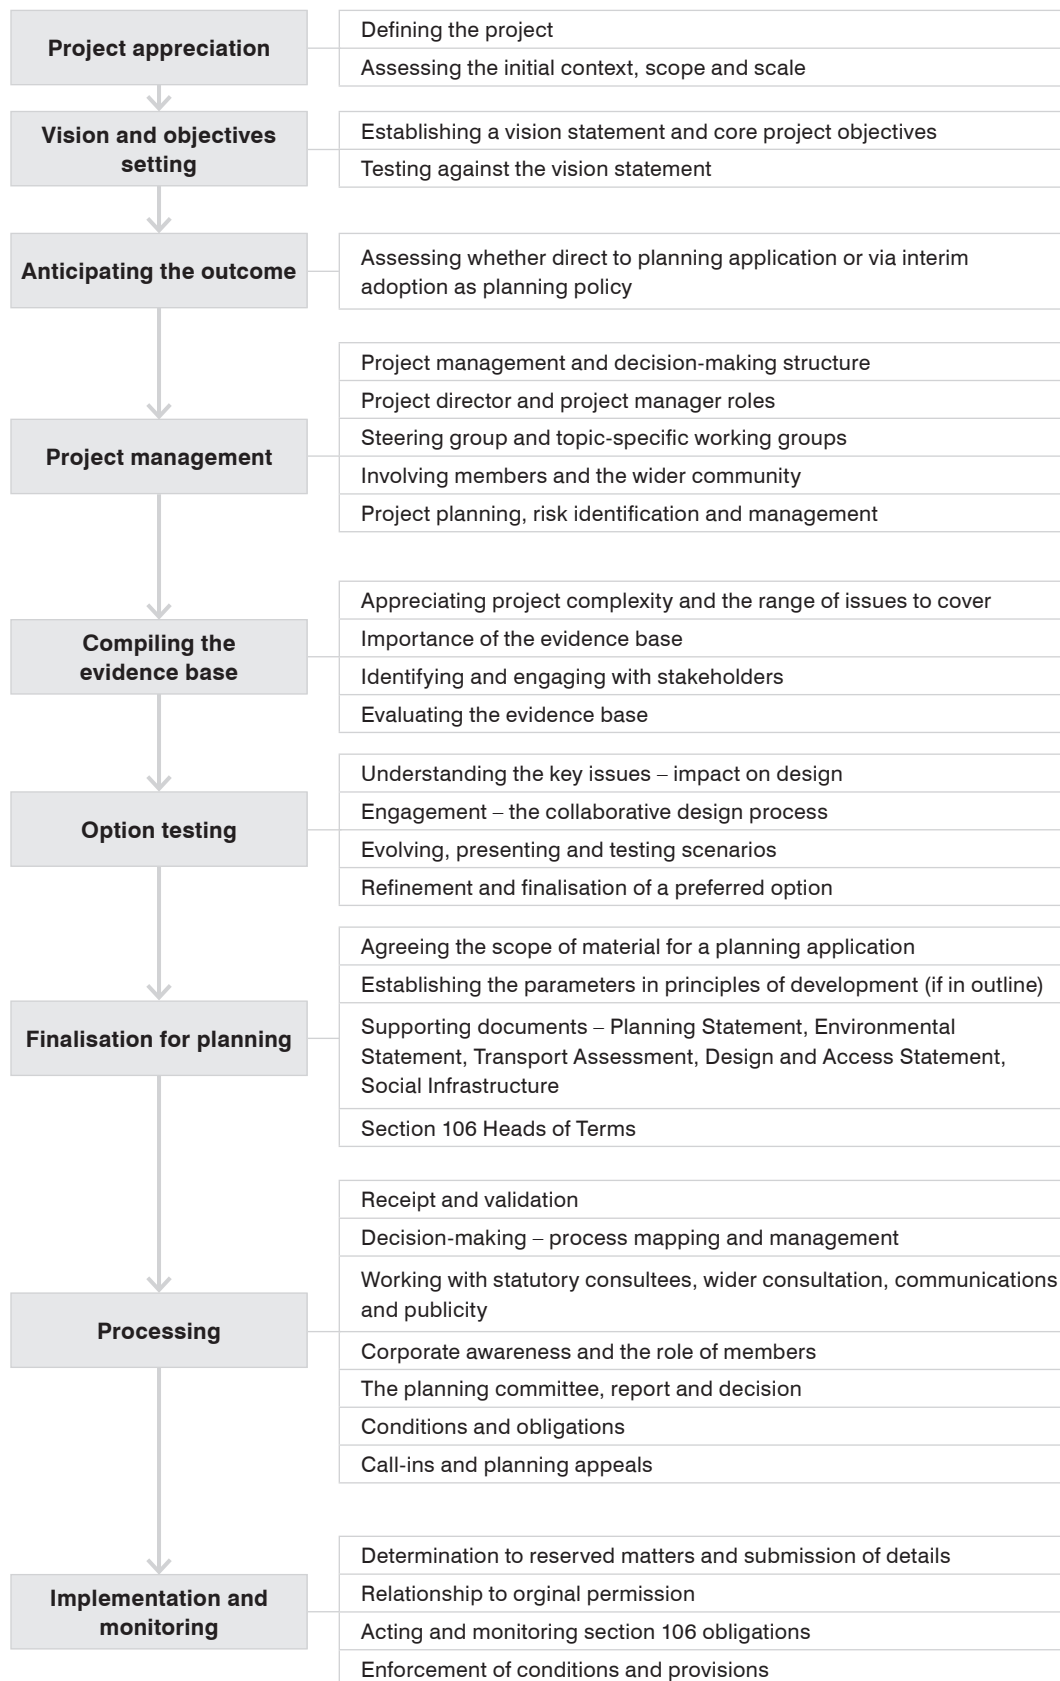 Project appreciation
Defining the project
Assessing the initial context, scope and scale
Vision and objectives
setting
Establishing a vision statement and core project objectives
Testing against the vision statement
Anticipating the outcome
Assessing whether direct to planning application or via interim
adoption as planning policy
Project management
Project management and decision-making structure
Project director and project manager roles
Steering group and topic-specific working groups
Involving members and the wider community
Project planning, risk identification and management
Compiling the
evidence base
Appreciating project complexity and the range of issues to cover
Importance of the evidence base
Identifying and engaging with stakeholders
Evaluating the evidence base
Option testing
Understanding the key issues – impact on design
Engagement – the collaborative design process
Evolving, presenting and testing scenarios
Refinement and finalisation of a preferred option
Finalisation for planning
Agreeing the scope of material for a planning application
Establishing the parameters in principles of development (if in outline)
Supporting documents – Planning Statement, Environmental
Statement, Transport Assessment, Design and Access Statement,
Social Infrastructure
Section 106 Heads of Terms
Processing
Receipt and validation
Decision-making – process mapping and management
Working with statutory consultees, wider consultation, communications
and publicity
Corporate awareness and the role of members
The planning committee, report and decision
Conditions and obligations
Call-ins and planning appeals
Implementation and
monitoring
Determination to reserved matters and submission of details
Relationship to orginal permission
Acting and monitoring section 106 obligations
Enforcement of conditions and provisions